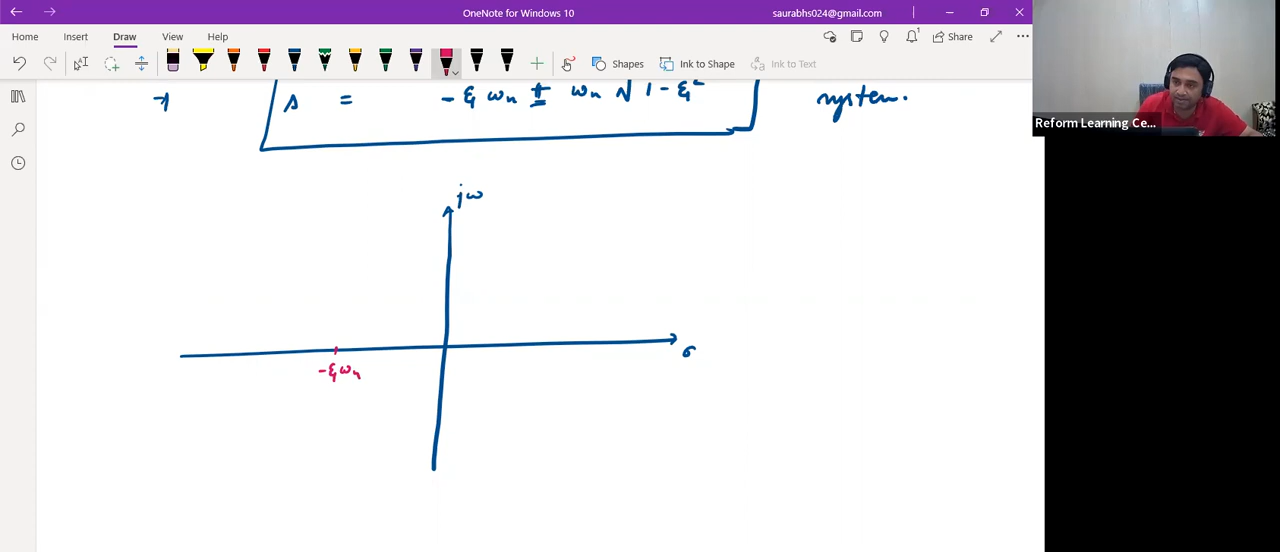 OneNote for Windows 10
saurabhs024@gmail.com
Home Insert Draw View Help
Share
Shapes Ink to Shape Ink to Text
s = -ξωn ± ωn √1-ξ² system.
Reform Learning Ce...
jω
σ
-ξωn